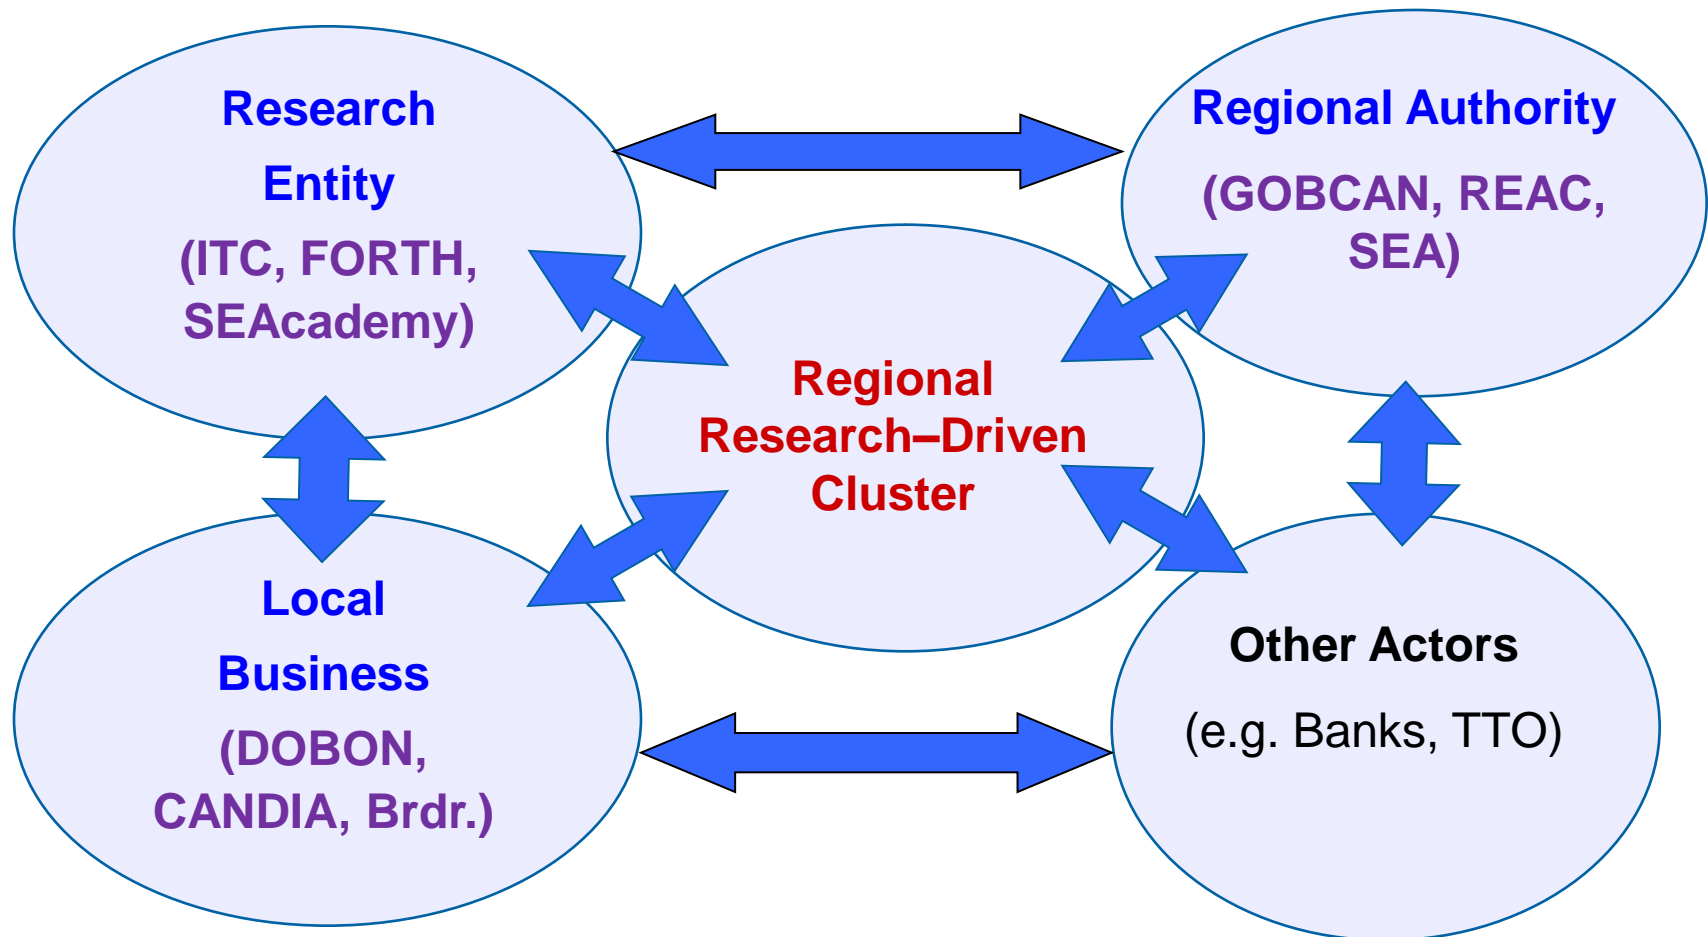 Research
Entity
(ITC, FORTH,
SEAcademy)
Regional Authority
(GOBCAN, REAC,
SEA)
Regional
Research–Driven
Cluster
Local
Business
(DOBON,
CANDIA, Brdr.)
Other Actors
(e.g. Banks, TTO)